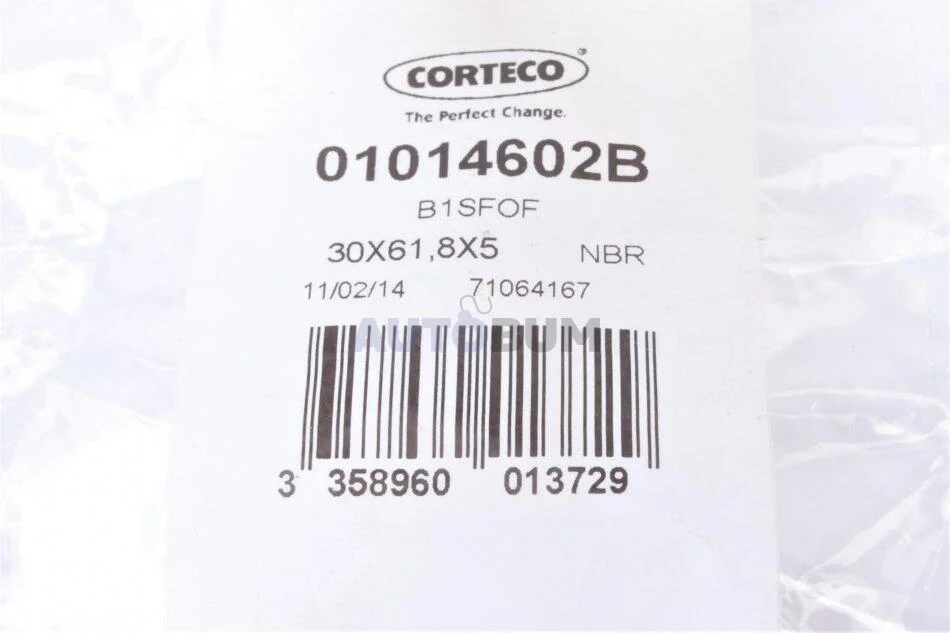 CORTECO®
The Perfect Change.
01014602B
B1SFOF
30X61,8X5 NBR
11/02/14 71064167
AUTOBUM
3 358960 013729